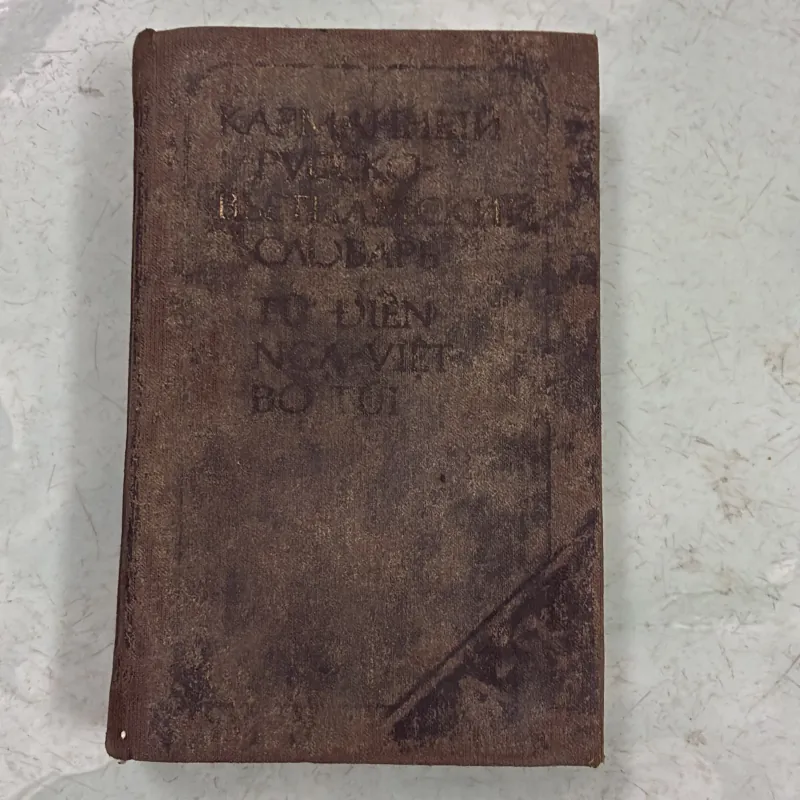 КАРМАННЫЙ
РУССКО-
ВЬЕТНАМСКИЙ
СЛОВАРЬ
TỪ ĐIỂN
NGA-VIỆT
BỎ TÚI